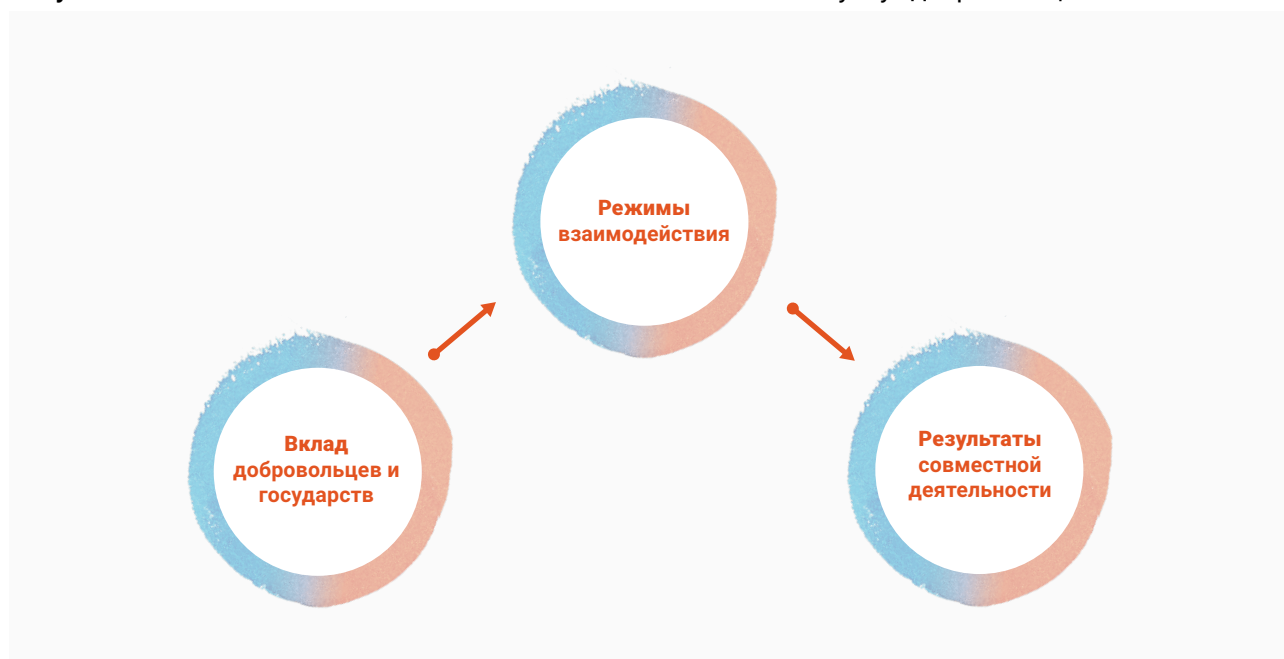 Режимы
взаимодействия
Вклад
добровольцев и
государств
Результаты
совместной
деятельности